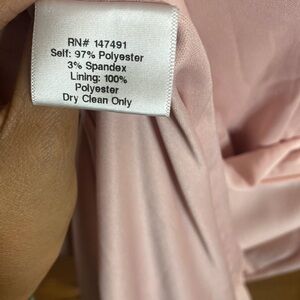 RN# 147491
Self: 97% Polyester
3% Spandex
Lining: 100%
Polyester
Dry Clean Only